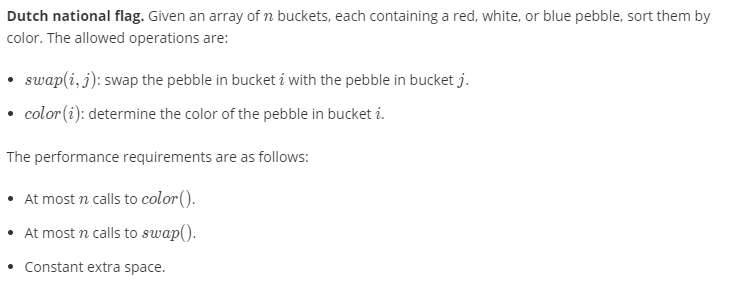 Dutch national flag. Given an array of n buckets, each containing a red, white, or blue pebble, sort them by
color. The allowed operations are:
• swap(i, j): swap the pebble in bucket i with the pebble in bucket j.
• color(i): determine the color of the pebble in bucket i.
The performance requirements are as follows:
• At most n calls to color().
• At most n calls to swap().
• Constant extra space.